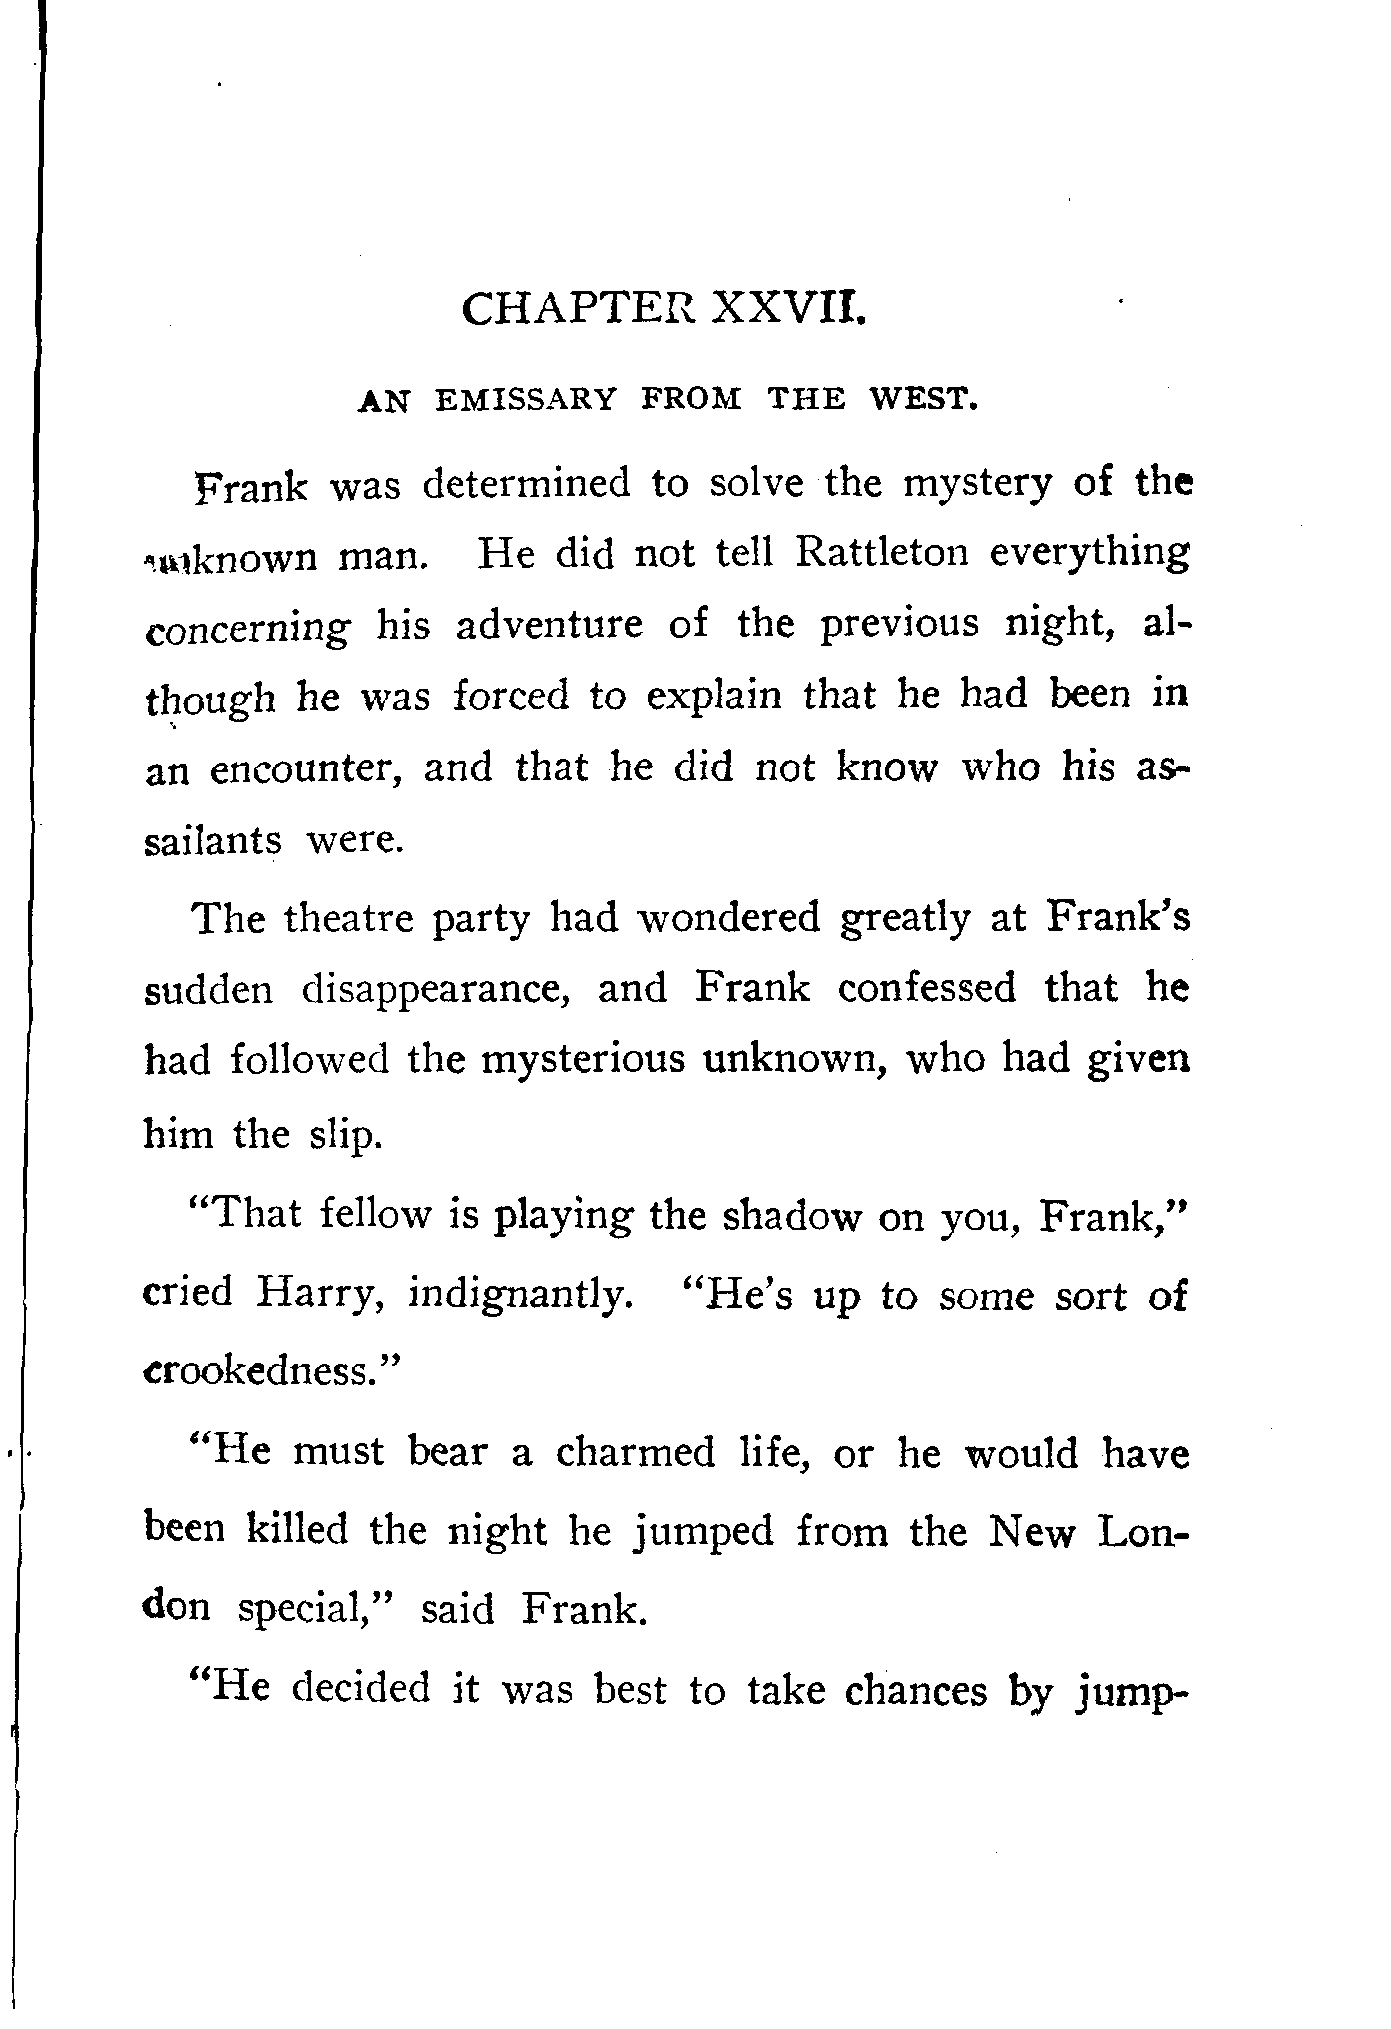 CHAPTER XXVII.
AN EMISSARY FROM THE WEST.
Frank was determined to solve the mystery of the
unknown man. He did not tell Rattleton everything
concerning his adventure of the previous night, al-
though he was forced to explain that he had been in
an encounter, and that he did not know who his as-
sailants were.
The theatre party had wondered greatly at Frank's
sudden disappearance, and Frank confessed that he
had followed the mysterious unknown, who had given
him the slip.
"That fellow is playing the shadow on you, Frank,"
cried Harry, indignantly. "He's up to some sort of
crookedness."
"He must bear a charmed life, or he would have
been killed the night he jumped from the New Lon-
don special," said Frank.
"He decided it was best to take chances by jump-